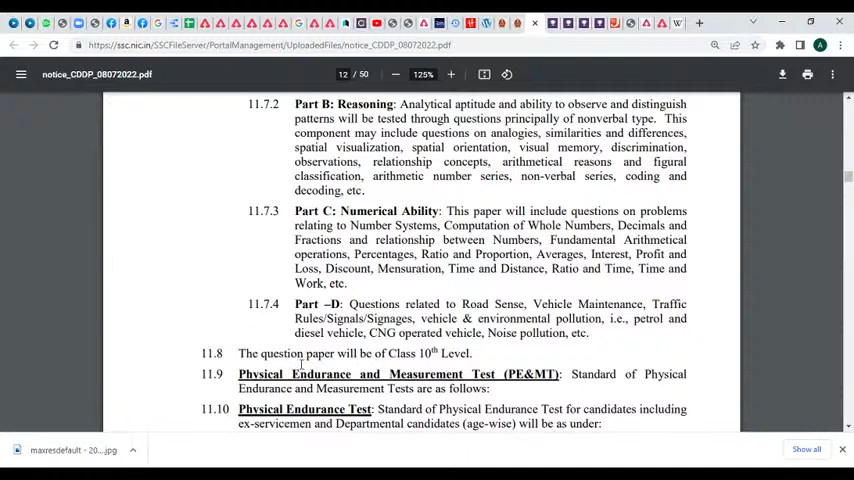 https://ssc.nic.in/SSCFileServer/PortalManagement/UploadedFiles/notice_CDDP_08072022.pdf
notice_CDDP_08072022.pdf
12 / 50
125%
11.7.2 Part B: Reasoning: Analytical aptitude and ability to observe and distinguish
patterns will be tested through questions principally of nonverbal type. This
component may include questions on analogies, similarities and differences,
spatial visualization, spatial orientation, visual memory, discrimination,
observations, relationship concepts, arithmetical reasons and figural
classification, arithmetic number series, non-verbal series, coding and
decoding, etc.
11.7.3 Part C: Numerical Ability: This paper will include questions on problems
relating to Number Systems, Computation of Whole Numbers, Decimals and
Fractions and relationship between Numbers, Fundamental Arithmetical
operations, Percentages, Ratio and Proportion, Averages, Interest, Profit and
Loss, Discount, Mensuration, Time and Distance, Ratio and Time, Time and
Work, etc.
11.7.4 Part –D: Questions related to Road Sense, Vehicle Maintenance, Traffic
Rules/Signals/Signages, vehicle & environmental pollution, i.e., petrol and
diesel vehicle, CNG operated vehicle, Noise pollution, etc.
11.8 The question paper will be of Class 10th Level.
11.9 Physical Endurance and Measurement Test (PE&MT): Standard of Physical
Endurance and Measurement Tests are as follows:
11.10 Physical Endurance Test: Standard of Physical Endurance Test for candidates including
ex-servicemen and Departmental candidates (age-wise) will be as under:
maxresdefault - 20....jpg
Show all